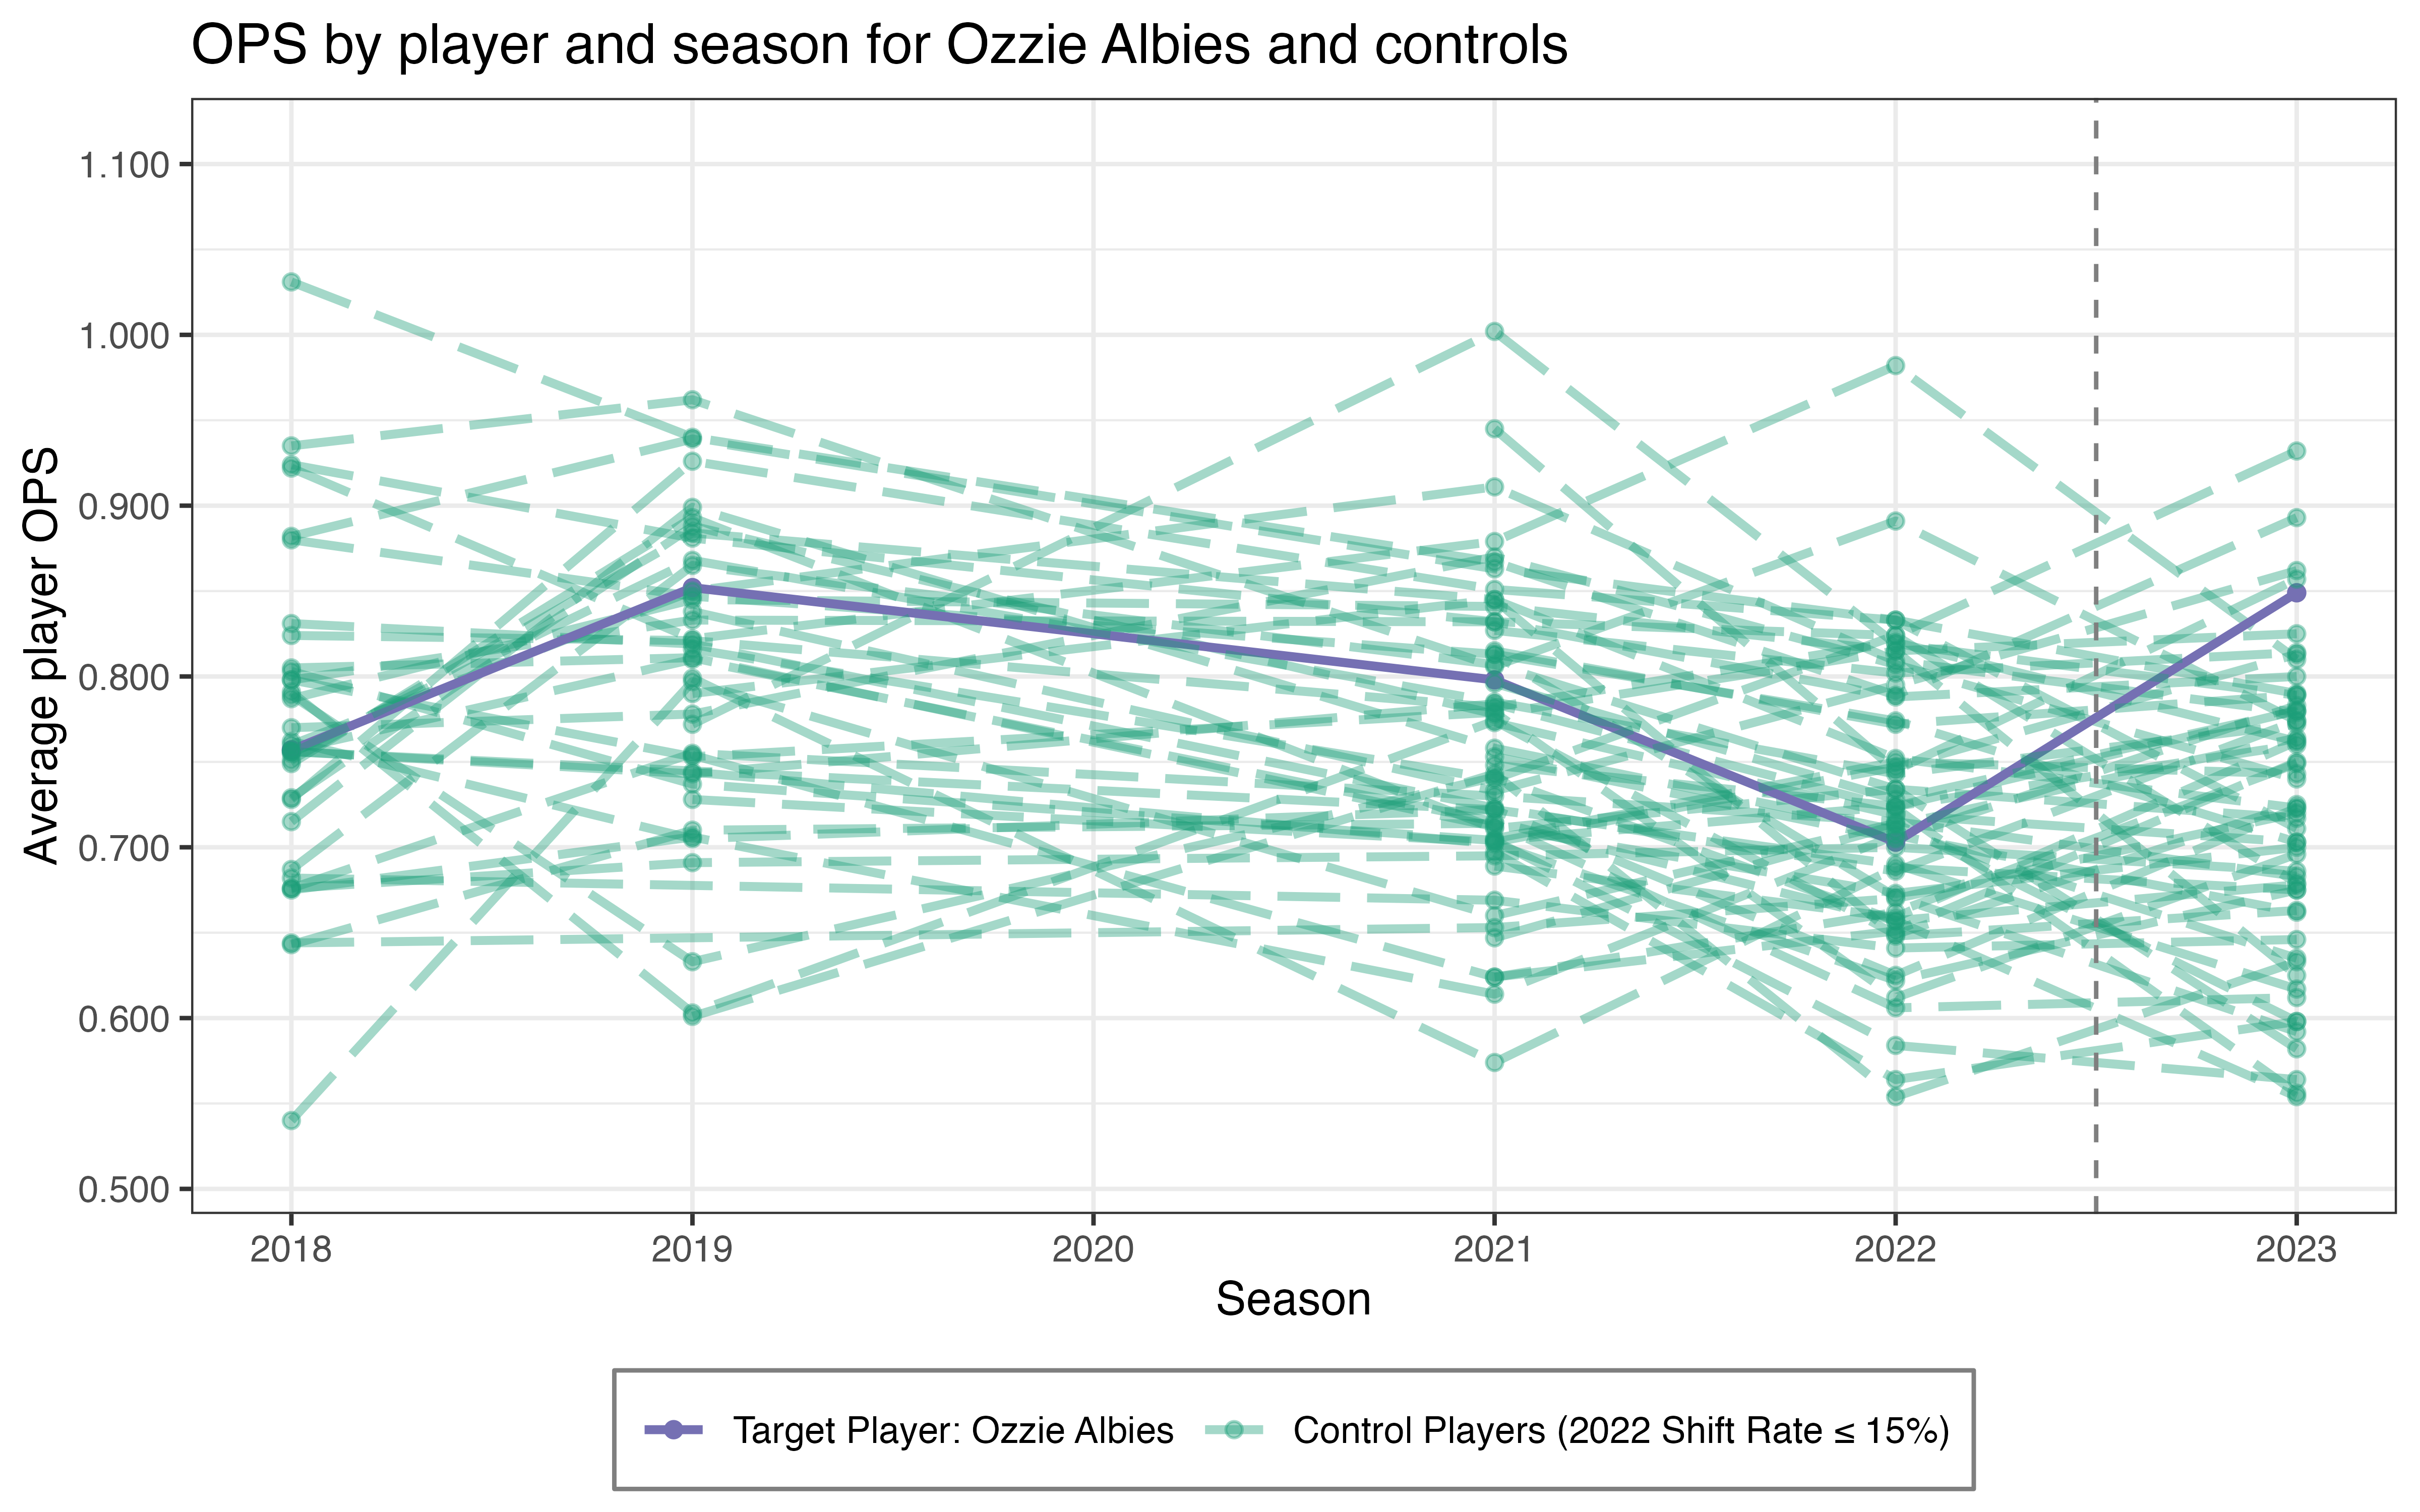 OPS by player and season for Ozzie Albies and controls
Average player OPS
1.100
1.000
0.900
0.800
0.700
0.600
0.500
2018 2019 2020 2021 2022 2023
Season
Target Player: Ozzie Albies Control Players (2022 Shift Rate ≤ 15%)